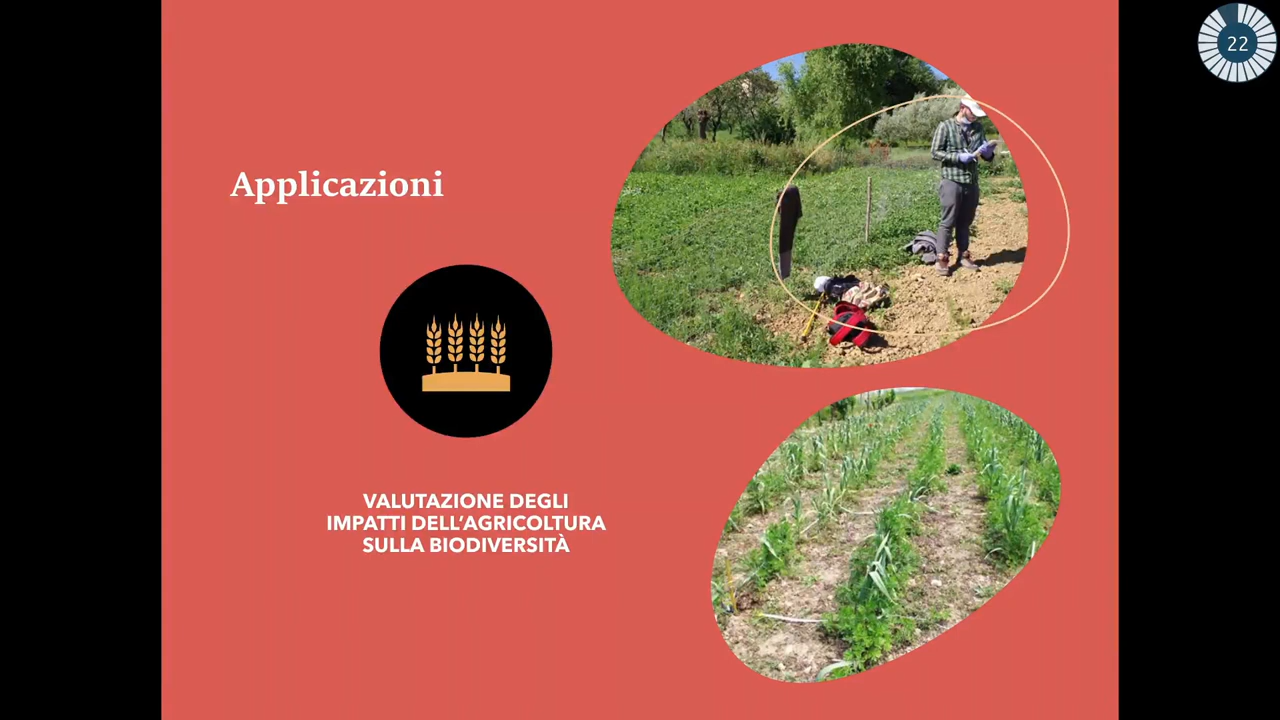 22
Applicazioni
VALUTAZIONE DEGLI
IMPATTI DELL'AGRICOLTURA
SULLA BIODIVERSITÀ